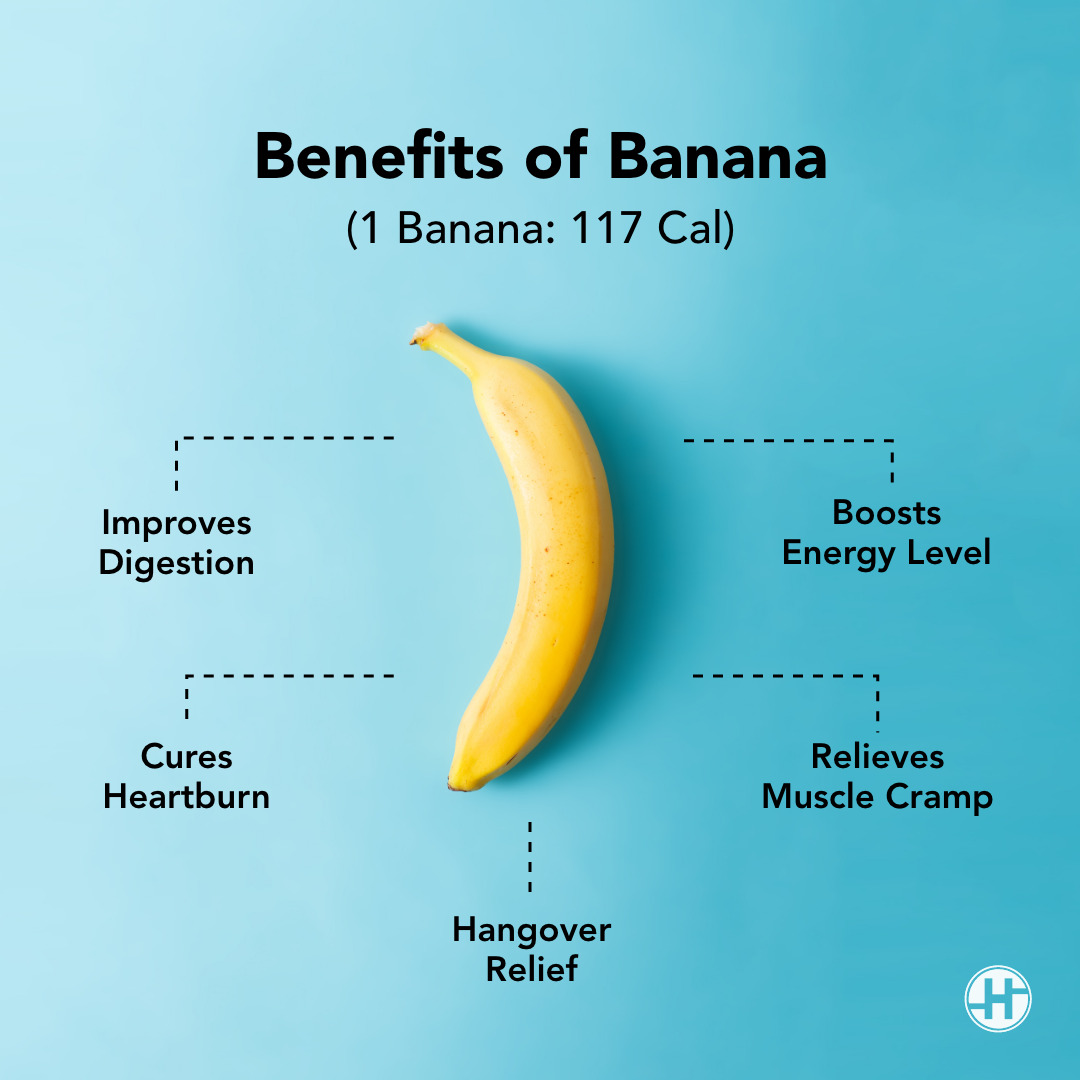 Benefits of Banana
(1 Banana: 117 Cal)
Improves
Digestion
Boosts
Energy Level
Cures
Heartburn
Relieves
Muscle Cramp
Hangover
Relief
H